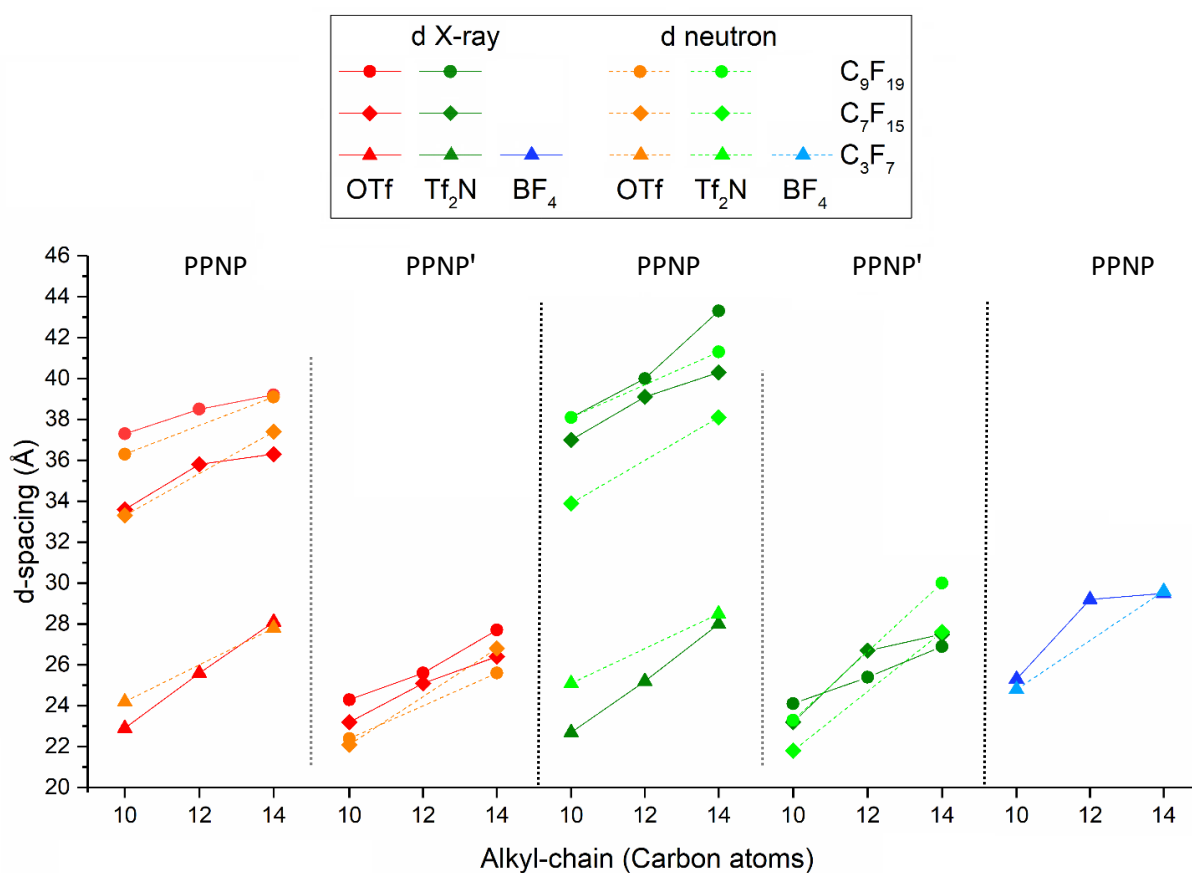 d X-ray d neutron
C₉F₁₉
C₇F₁₅
C₃F₇
OTf Tf₂N BF₄ OTf Tf₂N BF₄
PPNP PPNP' PPNP PPNP' PPNP
46
44
42
40
38
36
34
32
30
28
26
24
22
20
d-spacing (Å)
10 12 14 10 12 14 10 12 14 10 12 14 10 12 14
Alkyl-chain (Carbon atoms)